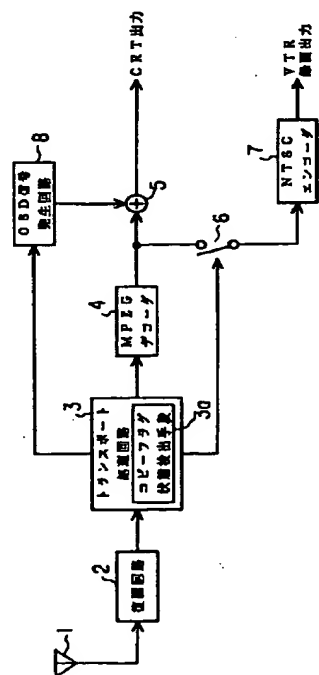 1
2
復調回路
3
トランスポート
処理回路
コピーフラグ
状態検出手段
3a
4
MPEG
デコーダ
5
6
7
NTSC
エンコーダ
8
OSD信号
発生回路
CRT出力
VTR
録画出力